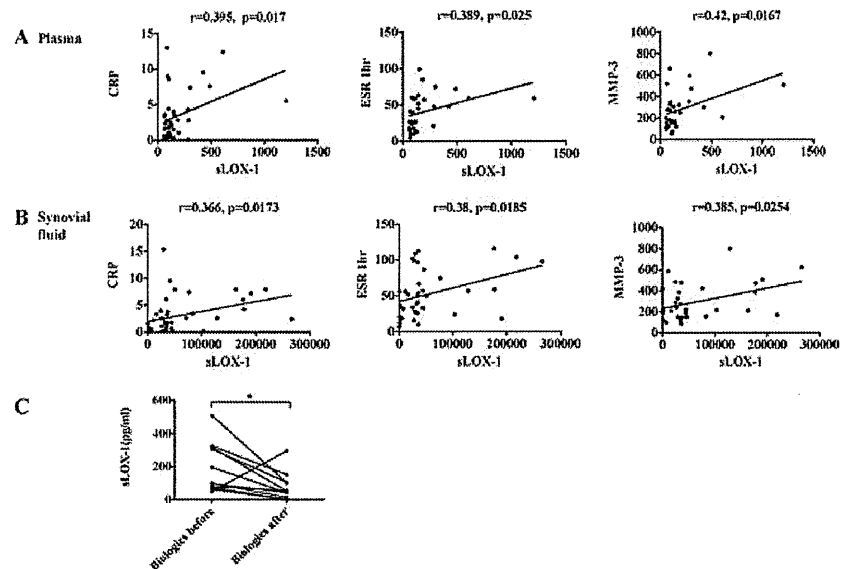 A Plasma
r=0.395, p=0.017
CRP
15
10
5
0
0 500 1000 1500
sLOX-1
r=0.389, p=0.025
ESR 1hr
150
100
50
0
0 500 1000 1500
sLOX-1
r=0.42, p=0.0167
MMP-3
1000
800
600
400
200
0
0 500 1000 1500
sLOX-1
B Synovial
fluid
r=0.366, p=0.0173
CRP
20
15
10
5
0
0 100000 200000 300000
sLOX-1
r=0.38, p=0.0185
ESR 1hr
150
100
50
0
0 100000 200000 300000
sLOX-1
r=0.385, p=0.0254
MMP-3
1000
800
600
400
200
0
0 100000 200000 300000
sLOX-1
C
*
sLOX-1(pg/ml)
600
400
200
0
Biologics before
Biologics after